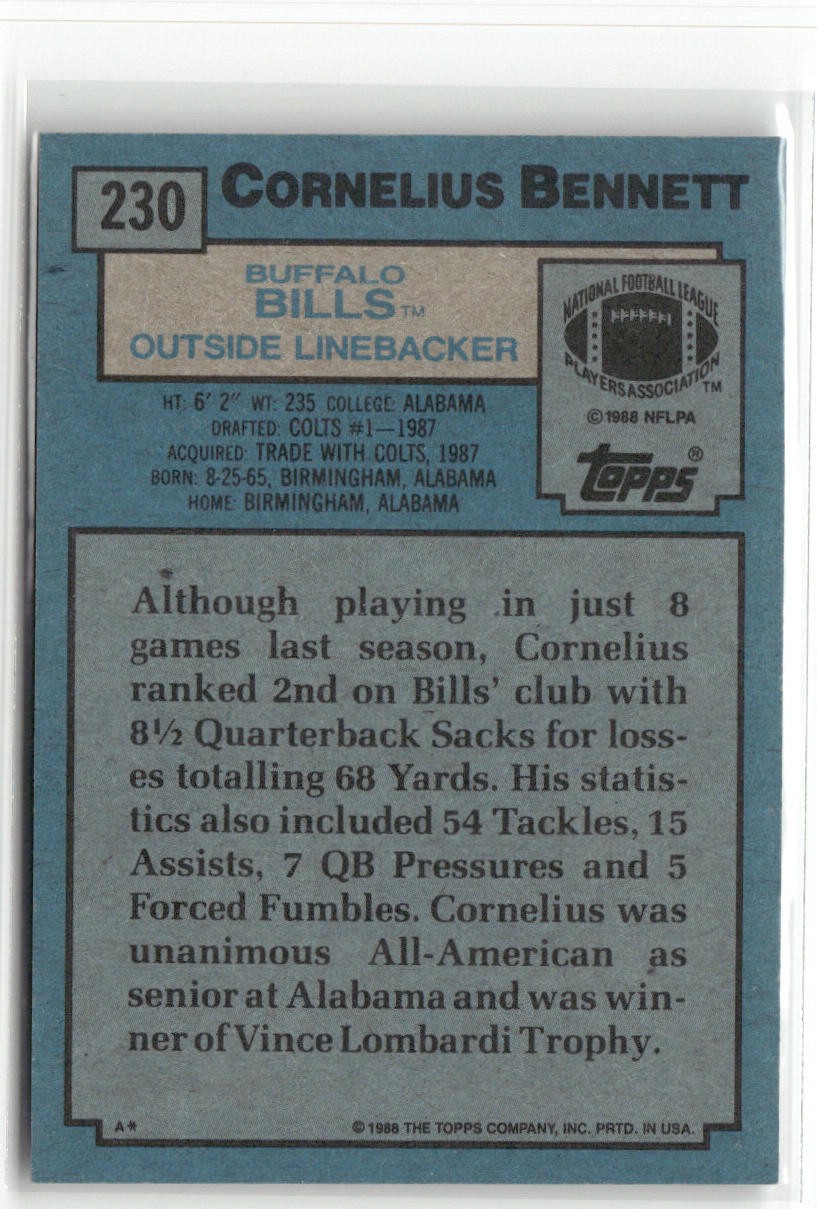 230
CORNELIUS BENNETT
BUFFALO
BILLS TM
OUTSIDE LINEBACKER
NATIONAL FOOTBALL LEAGUE
PLAYERS ASSOCIATION TM
© 1988 NFLPA
topps ®
HT: 6' 2" WT: 235 COLLEGE: ALABAMA
DRAFTED: COLTS #1—1987
ACQUIRED: TRADE WITH COLTS, 1987
BORN: 8-25-65, BIRMINGHAM, ALABAMA
HOME: BIRMINGHAM, ALABAMA
Although playing in just 8
games last season, Cornelius
ranked 2nd on Bills' club with
8½ Quarterback Sacks for loss-
es totalling 68 Yards. His statis-
tics also included 54 Tackles, 15
Assists, 7 QB Pressures and 5
Forced Fumbles. Cornelius was
unanimous All-American as
senior at Alabama and was win-
ner of Vince Lombardi Trophy.
A*
© 1988 THE TOPPS COMPANY, INC. PRTD. IN USA.